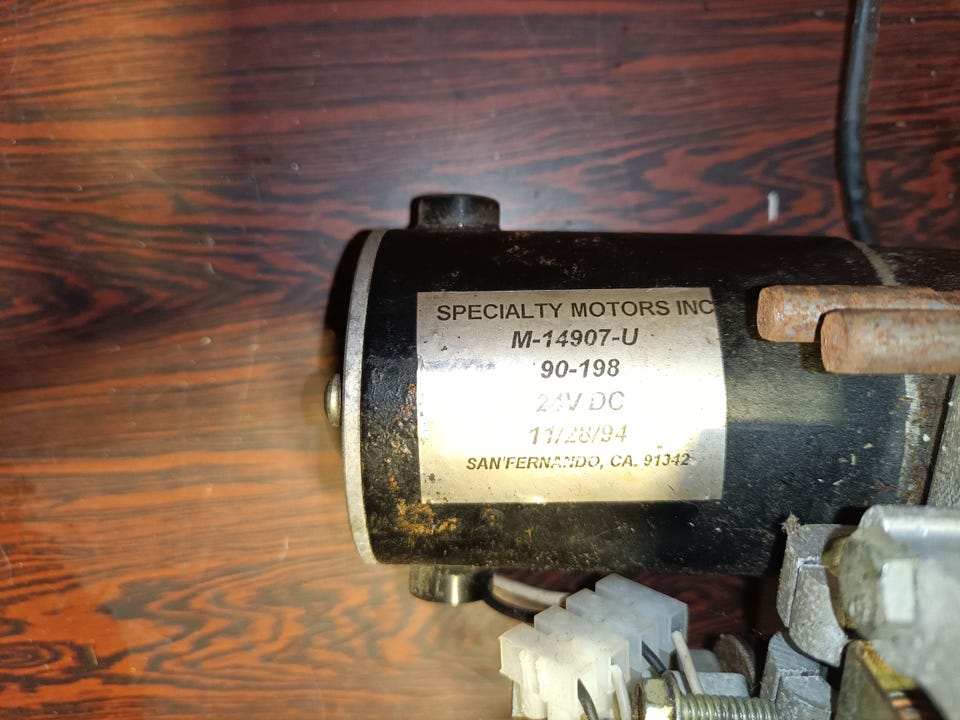 SPECIALTY MOTORS INC
M-14907-U
90-198
24V DC
11/28/94
SAN FERNANDO, CA. 91342